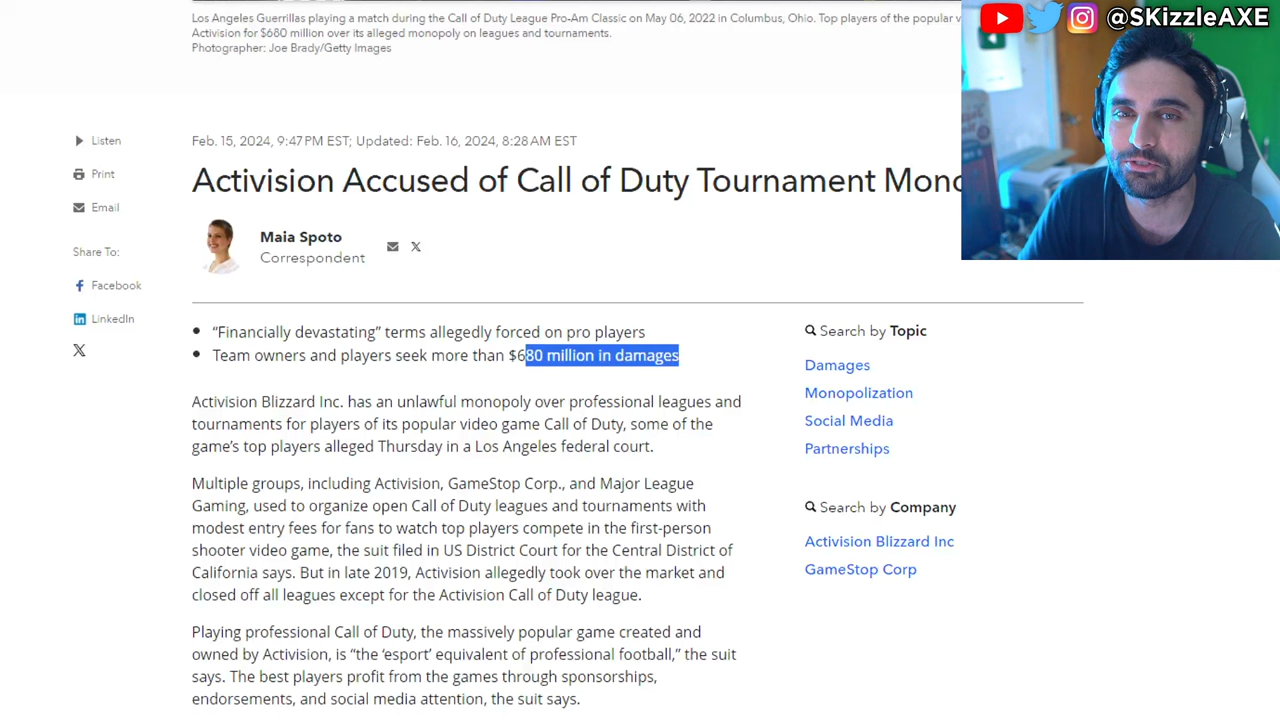 Los Angeles Guerrillas playing a match during the Call of Duty League Pro-Am Classic on May 06, 2022 in Columbus, Ohio. Top players of the popular
Activision for $680 million over its alleged monopoly on leagues and tournaments.
Photographer: Joe Brady/Getty Images
@SKizzleAXE
Listen
Print
Email
Share To:
Facebook
LinkedIn
Feb. 15, 2024, 9:47 PM EST; Updated: Feb. 16, 2024, 8:28 AM EST
Activision Accused of Call of Duty Tournament Mono
Maia Spoto
Correspondent
• “Financially devastating” terms allegedly forced on pro players
• Team owners and players seek more than $680 million in damages
Activision Blizzard Inc. has an unlawful monopoly over professional leagues and
tournaments for players of its popular video game Call of Duty, some of the
game’s top players alleged Thursday in a Los Angeles federal court.
Multiple groups, including Activision, GameStop Corp., and Major League
Gaming, used to organize open Call of Duty leagues and tournaments with
modest entry fees for fans to watch top players compete in the first-person
shooter video game, the suit filed in US District Court for the Central District of
California says. But in late 2019, Activision allegedly took over the market and
closed off all leagues except for the Activision Call of Duty league.
Playing professional Call of Duty, the massively popular game created and
owned by Activision, is “the ‘esport’ equivalent of professional football,” the suit
says. The best players profit from the games through sponsorships,
endorsements, and social media attention, the suit says.
Search by Topic
Damages
Monopolization
Social Media
Partnerships
Search by Company
Activision Blizzard Inc
GameStop Corp